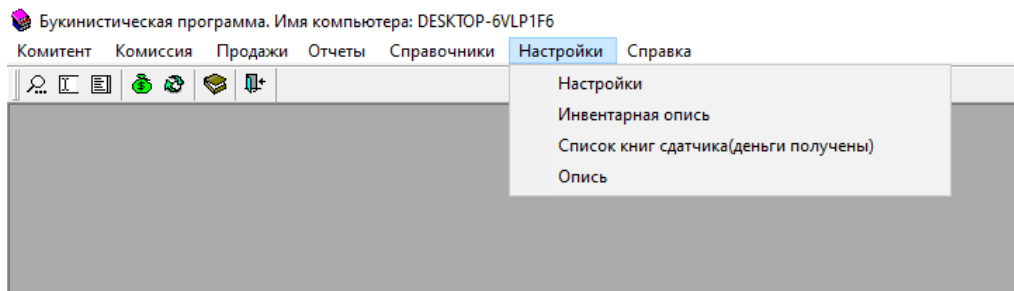 Букинистическая программа. Имя компьютера: DESKTOP-6VLP1F6
Комитент Комиссия Продажи Отчеты Справочники Настройки Справка
Настройки
Инвентарная опись
Список книг сдатчика(деньги получены)
Опись